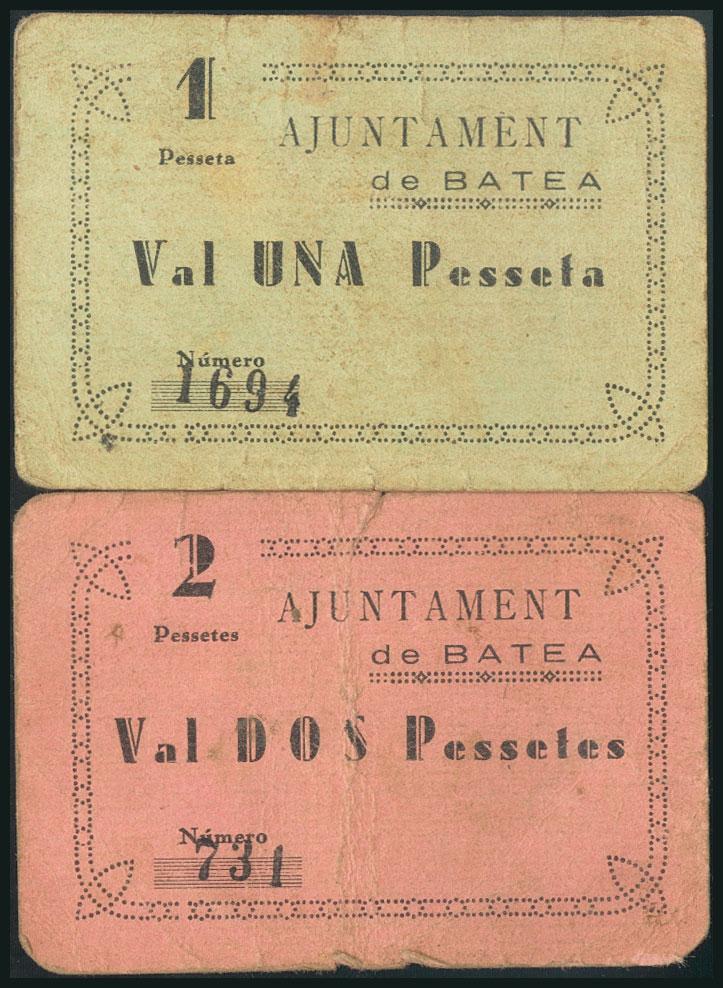 1
Pesseta
AJUNTAMENT
de BATEA
Val UNA Pesseta
Número
1694
2
Pessetes
AJUNTAMENT
de BATEA
Val DOS Pessetes
Número
731